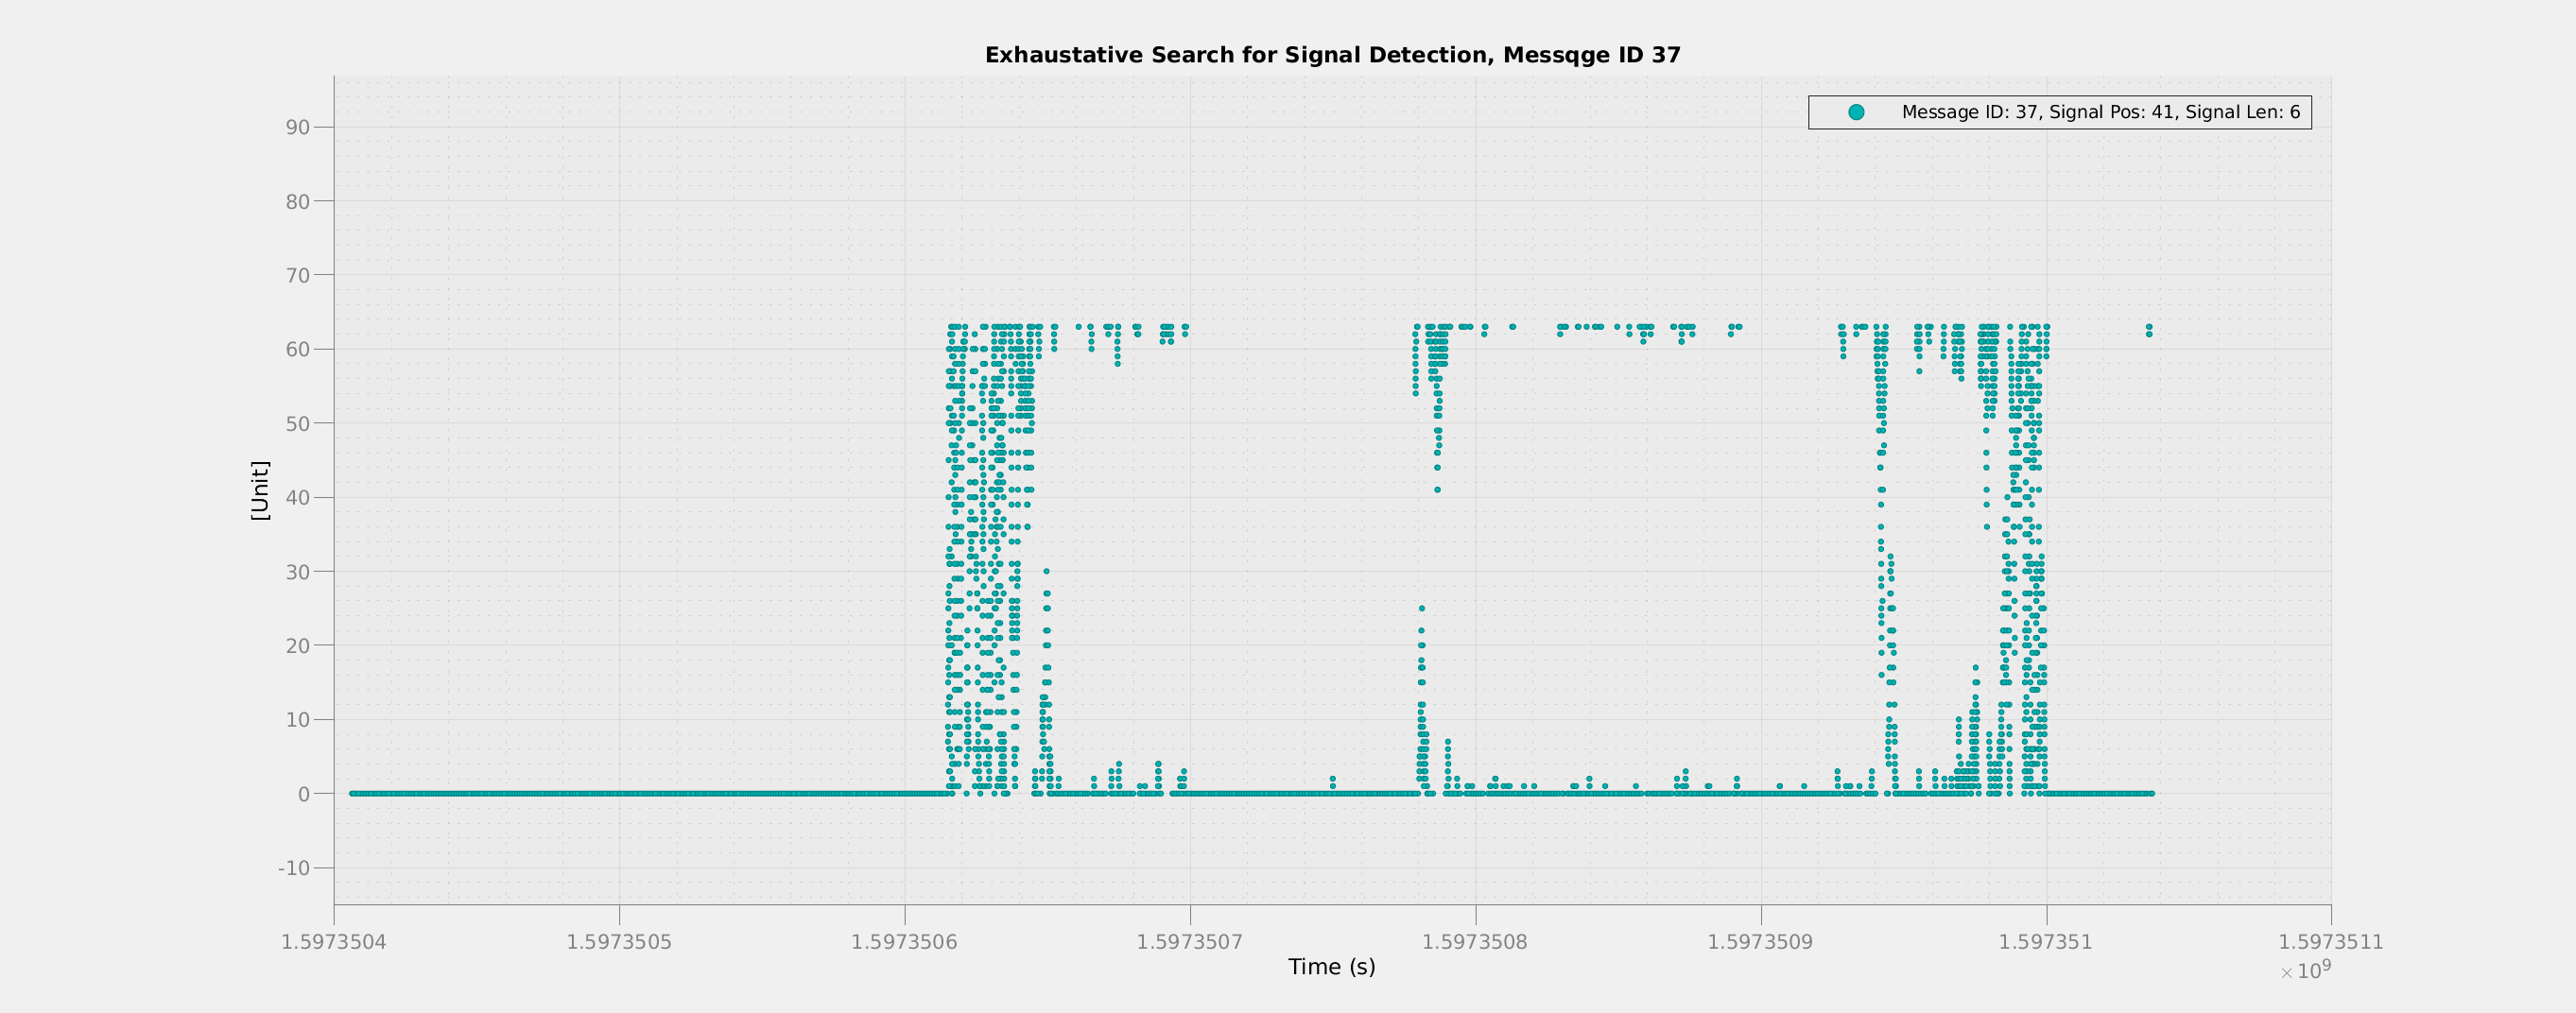 Exhaustative Search for Signal Detection, Messqge ID 37
Message ID: 37, Signal Pos: 41, Signal Len: 6
90
80
70
60
50
40
30
20
10
0
-10
[Unit]
1.5973504 1.5973505 1.5973506 1.5973507 1.5973508 1.5973509 1.597351 1.5973511
Time (s)
× 10⁹